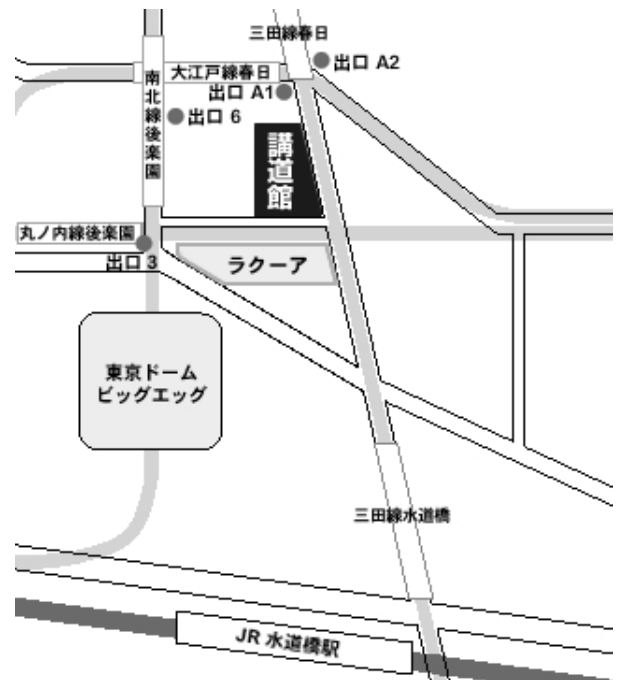 三田線春日
出口 A2
大江戸線春日
出口 A1
南北線後楽園
出口 6
講道館
丸ノ内線後楽園
出口 3
ラクーア
東京ドーム
ビッグエッグ
三田線水道橋
JR 水道橋駅